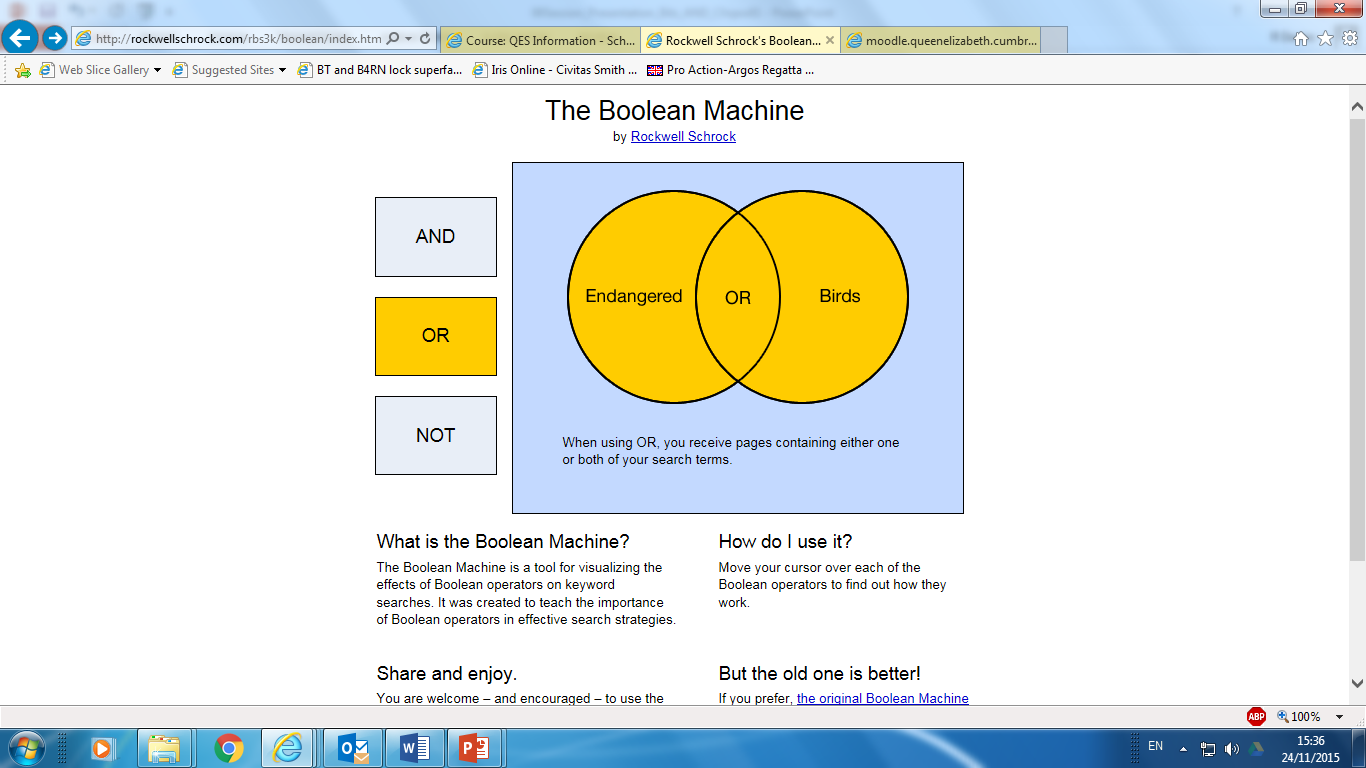 http://rockwellschrock.com/rbs3k/boolean/index.htm
Course: QES Information - Sch...
Rockwell Schrock's Boolean...
moodle.queenelizabeth.cumbr...
Web Slice Gallery
Suggested Sites
BT and B4RN lock superfa...
Iris Online - Civitas Smith ...
Pro Action-Argos Regatta ...
The Boolean Machine
by Rockwell Schrock
AND
OR
NOT
Endangered
OR
Birds
When using OR, you receive pages containing either one
or both of your search terms.
What is the Boolean Machine?
The Boolean Machine is a tool for visualizing the
effects of Boolean operators on keyword
searches. It was created to teach the importance
of Boolean operators in effective search strategies.
How do I use it?
Move your cursor over each of the
Boolean operators to find out how they
work.
Share and enjoy.
You are welcome – and encouraged – to use the
But the old one is better!
If you prefer, the original Boolean Machine
ABP
100%
EN
15:36
24/11/2015